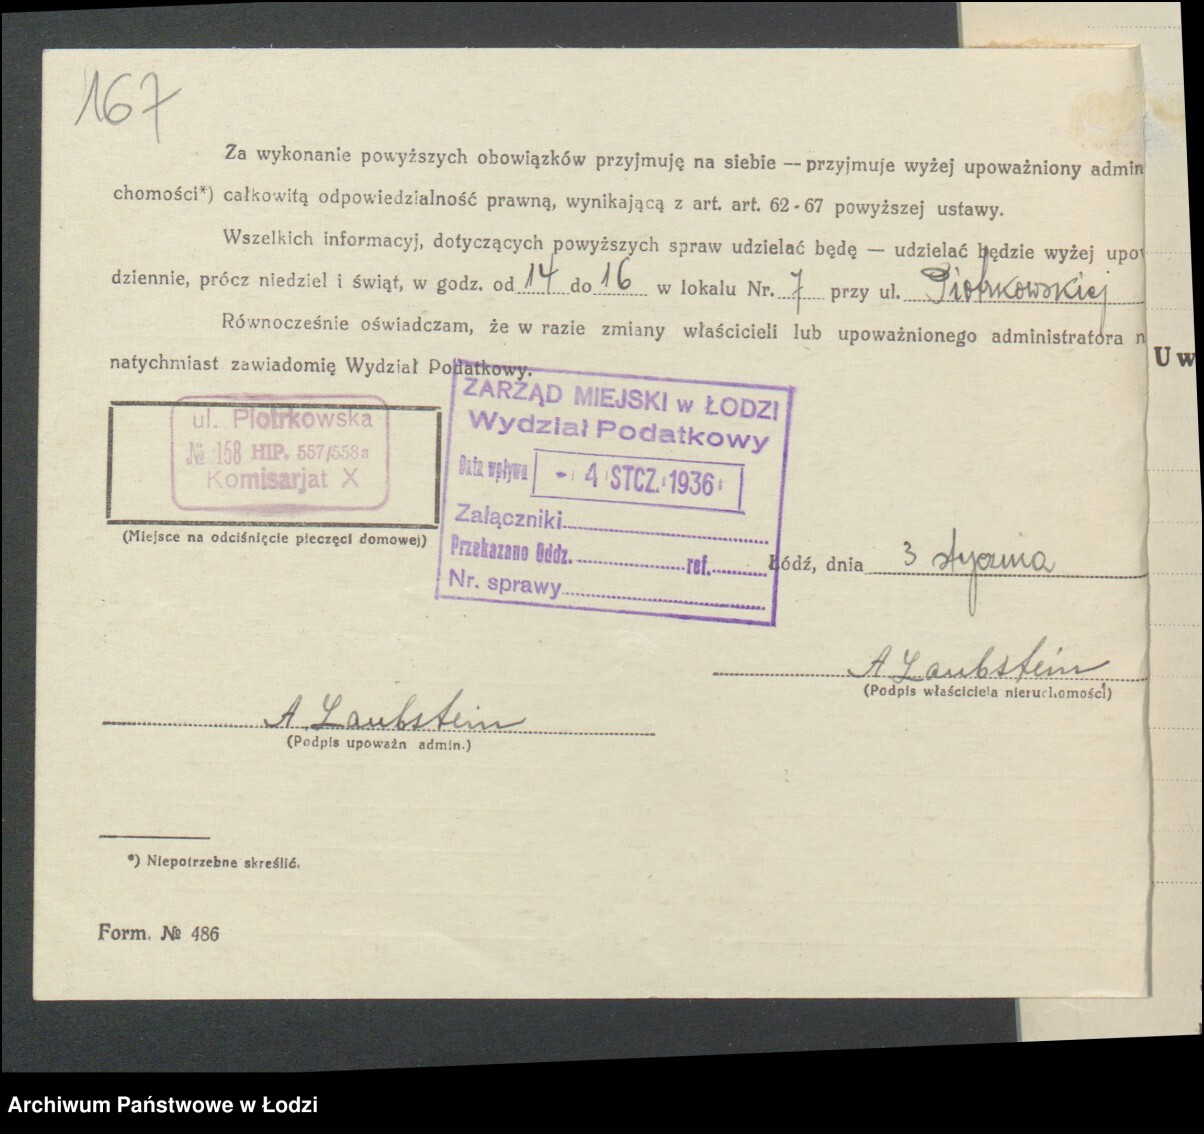 167
Za wykonanie powyższych obowiązków przyjmuję na siebie — przyjmuje wyżej upoważniony admin
chomości*) całkowitą odpowiedzialność prawną, wynikającą z art. art. 62-67 powyższej ustawy.
Wszelkich informacyj, dotyczących powyższych spraw udzielać będę — udzielać będzie wyżej upo
dziennie, prócz niedziel i świąt, w godz. od 14 do 16 w lokalu Nr. 7 przy ul. Piotrkowskiej
Równocześnie oświadczam, że w razie zmiany właścicieli lub upoważnionego administratora n
natychmiast zawiadomię Wydział Podatkowy.
Uw
ul. Piotrkowska
№ 158 HIP. 557/558a
Komisarjat X
(Miejsce na odciśnięcie pieczęci domowej)
ZARZĄD MIEJSKI w ŁODZI
Wydział Podatkowy
Data wpływu - 4 STCZ. 1936
Załączniki
Przekazano Oddz. ref.
Nr. sprawy
Łódź, dnia 3 stycznia
A Laubstein
(Podpis właściciela nieruchomości)
A. Laubstein
(Podpis upoważn admin.)
*) Niepotrzebne skreślić.
Form. № 486
Archiwum Państwowe w Łodzi